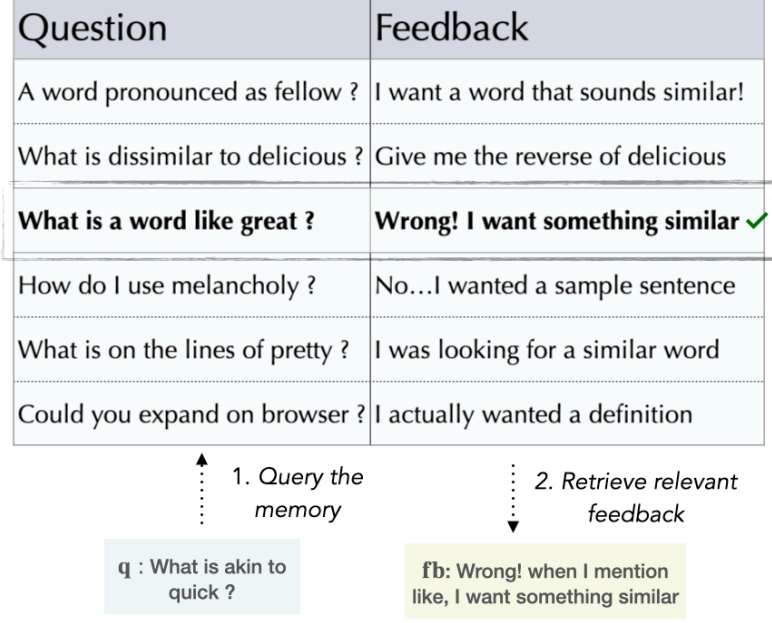 Question Feedback
A word pronounced as fellow ? I want a word that sounds similar!
What is dissimilar to delicious ? Give me the reverse of delicious
What is a word like great ? Wrong! I want something similar ✓
How do I use melancholy ? No...I wanted a sample sentence
What is on the lines of pretty ? I was looking for a similar word
Could you expand on browser ? I actually wanted a definition
1. Query the
memory
2. Retrieve relevant
feedback
q : What is akin to
quick ?
fb: Wrong! when I mention
like, I want something similar